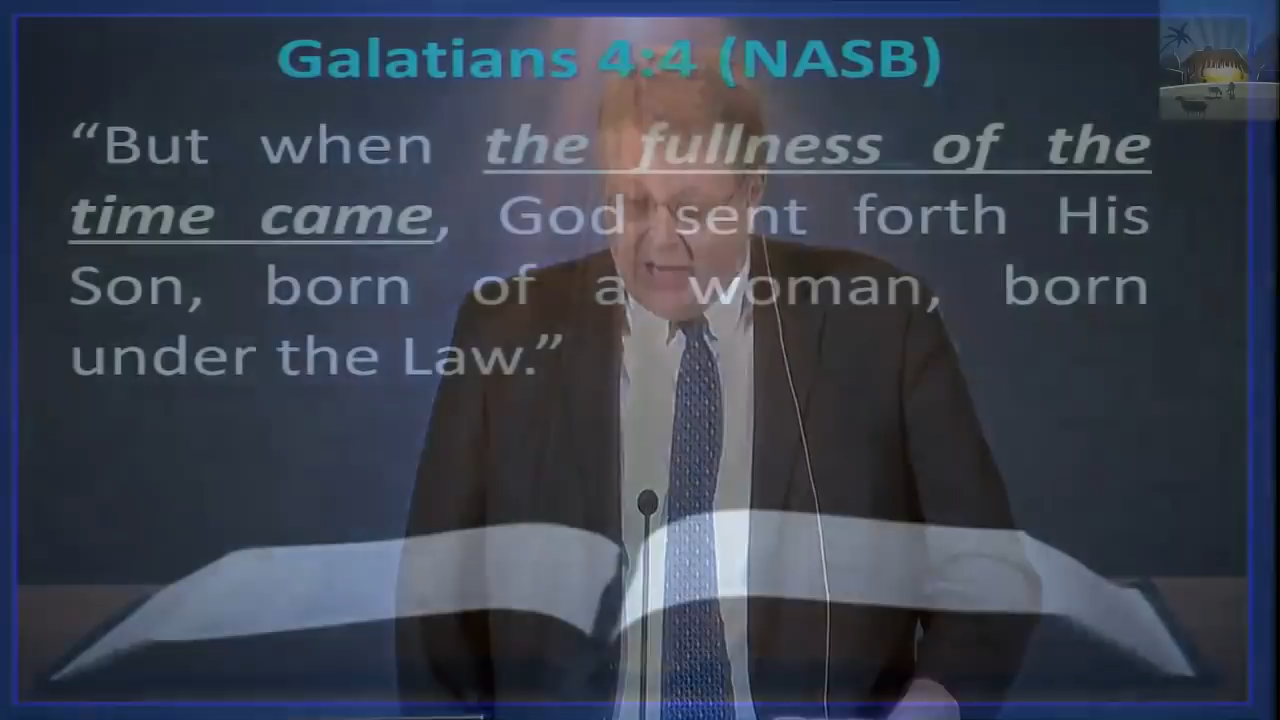 Galatians 4:4 (NASB)
“But when the fullness of the
time came, God sent forth His
Son, born of a woman, born
under the Law.”